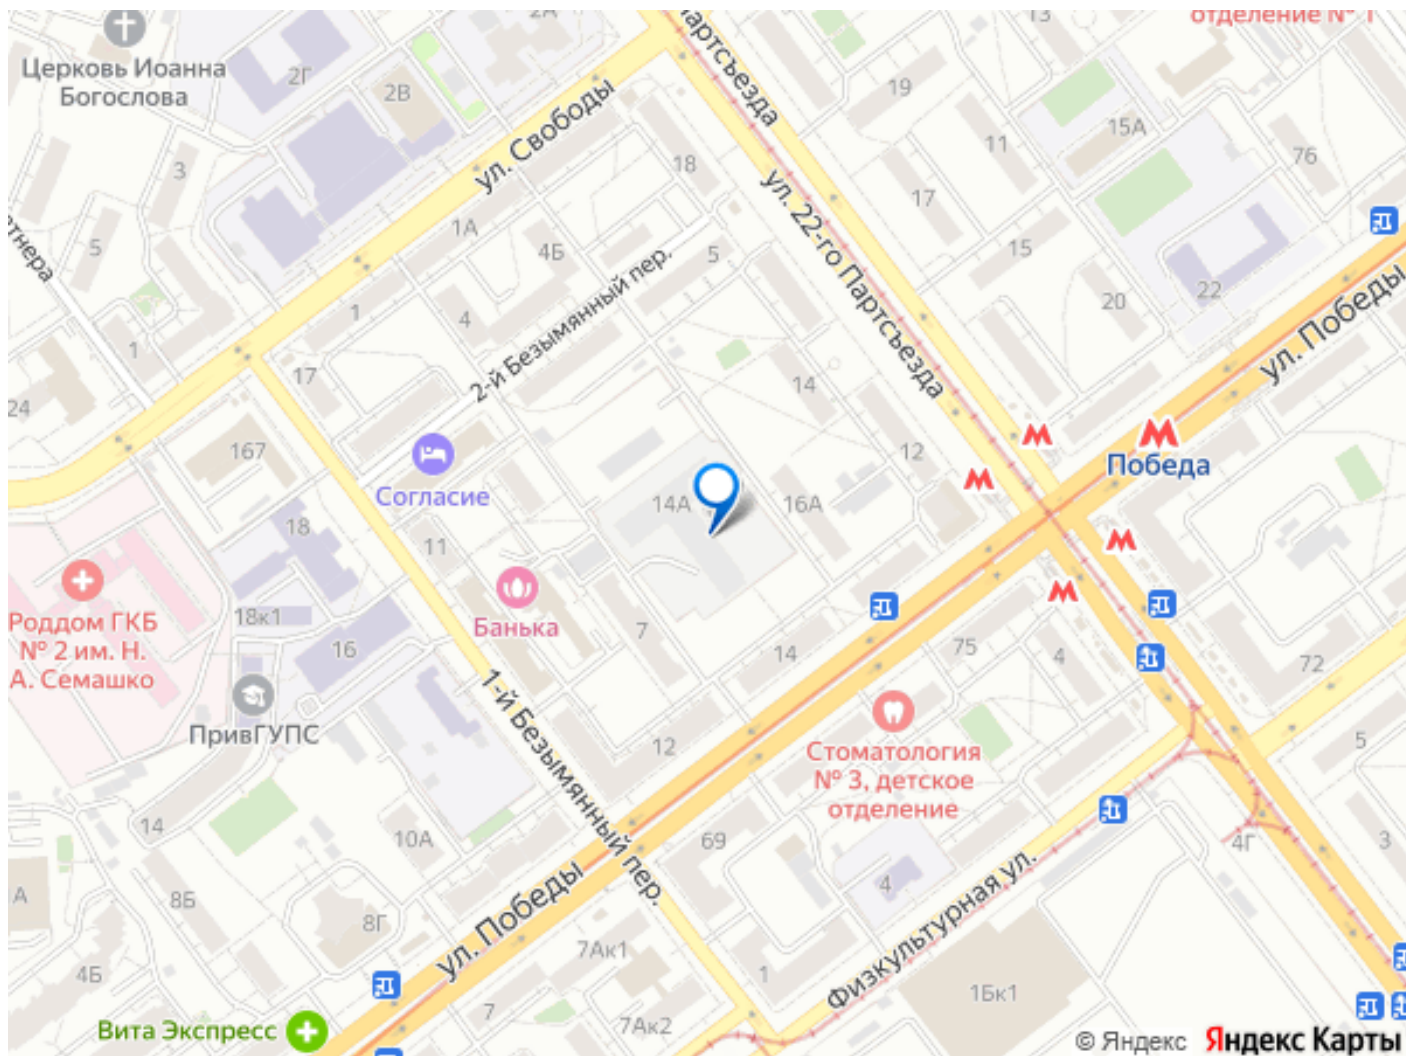 отделение № 1
2А
13
Партсъезда
Церковь Иоанна
Богослова
2Г
2В
19
15А
11
76
ул. Свободы
3
18
17
ул. 22-го Партсъезда
1А
4Б
5
5
15
22
20
ул. Победы
1
4
2-й Безымянный пер.
1
17
14
24
167
12
Победа
Согласие
14А
16А
18
11
Роддом ГКБ
№ 2 им. Н.
А. Семашко
18к1
16
Банька
7
14
75
4
72
ПривГУПС
1-й Безымянный пер.
12
Стоматология
№ 3, детское
отделение
5
14
10А
69
4Г
3
А
8Б
8Г
ул. Победы
4
Физкультурная ул.
4Б
7Ак1
1
1Бк1
7
7Ак2
Вита Экспресс
© Яндекс Яндекс Карты